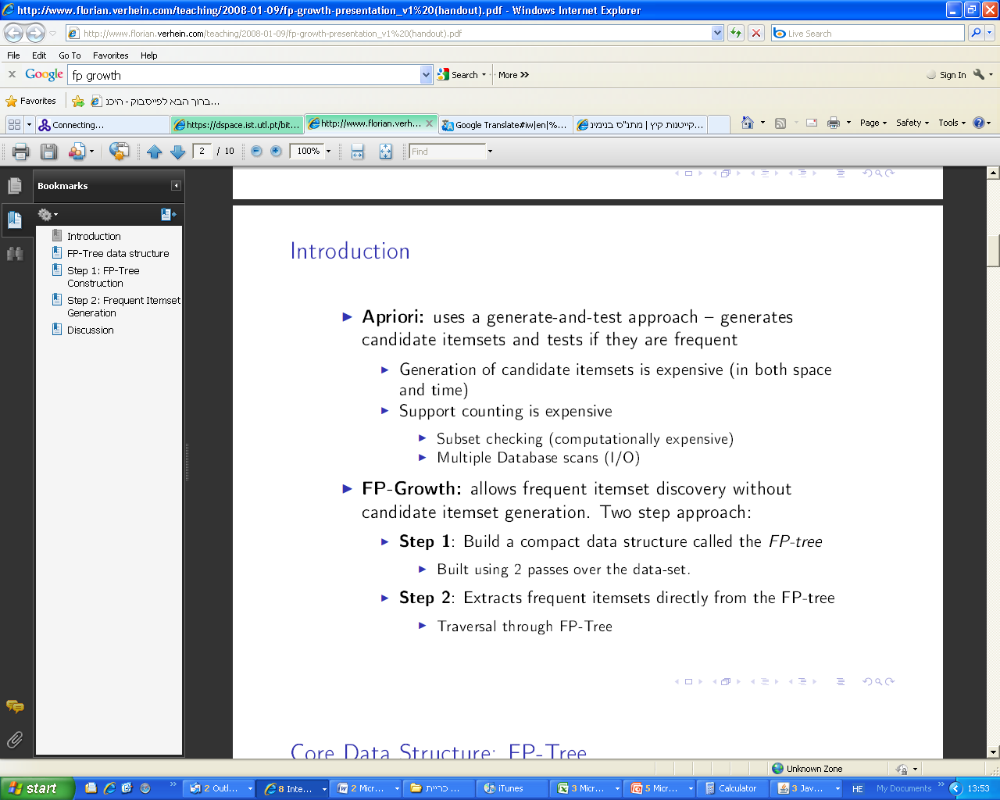 http://www.florian.verhein.com/teaching/2008-01-09/fp-growth-presentation_v1%20(handout).pdf - Windows Internet Explorer
http://www.florian.verhein.com/teaching/2008-01-09/fp-growth-presentation_v1%20(handout).pdf
Live Search
File Edit Go To Favorites Help
x Google fp growth Search More >> Sign In
Favorites ברוך הבא לפייסבוק - היכנ...
Connecting... https://dspace.ist.utl.pt/bit... http://www.florian.verh... Google Translate#iw|en|%... קייטנות קיץ | מתנ"ס בנימינ... Page Safety Tools
2 / 10 100% Find
Bookmarks
Introduction
FP-Tree data structure
Step 1: FP-Tree
Construction
Step 2: Frequent Itemset
Generation
Discussion
Introduction
Apriori: uses a generate-and-test approach – generates
candidate itemsets and tests if they are frequent
Generation of candidate itemsets is expensive (in both space
and time)
Support counting is expensive
Subset checking (computationally expensive)
Multiple Database scans (I/O)
FP-Growth: allows frequent itemset discovery without
candidate itemset generation. Two step approach:
Step 1: Build a compact data structure called the FP-tree
Built using 2 passes over the data-set.
Step 2: Extracts frequent itemsets directly from the FP-tree
Traversal through FP-Tree
Core Data Structure: FP-Tree
Unknown Zone
start 2 Outl... 8 Inte... 2 Micr... כריית ... iTunes 3 Micr... 5 Micr... Calculator 3 Jav... HE My Documents 13:53